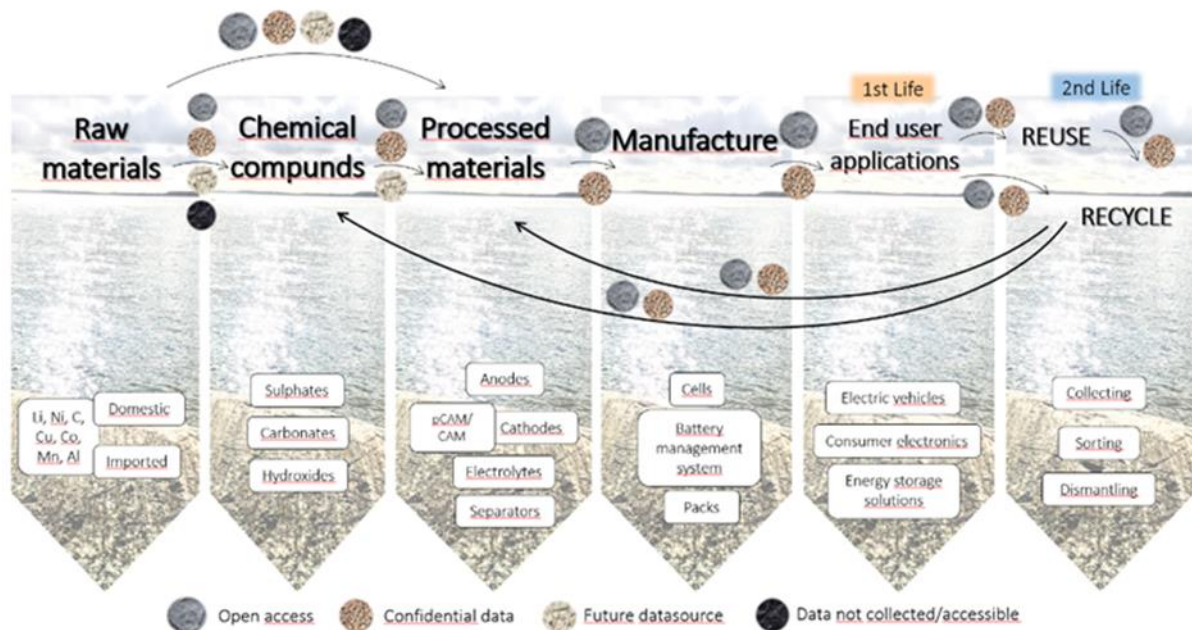 1st Life
2nd Life
Raw
materials
Chemical
compunds
Processed
materials
Manufacture
End user
applications
REUSE
RECYCLE
Li, Ni, C,
Cu, Co,
Mn, Al
Domestic
Imported
Sulphates
Carbonates
Hydroxides
Anodes
pCAM/
CAM
Cathodes
Electrolytes
Separators
Cells
Battery
management
system
Packs
Electric vehicles
Consumer electronics
Energy storage
solutions
Collecting
Sorting
Dismantling
Open access
Confidential data
Future datasource
Data not collected/accessible